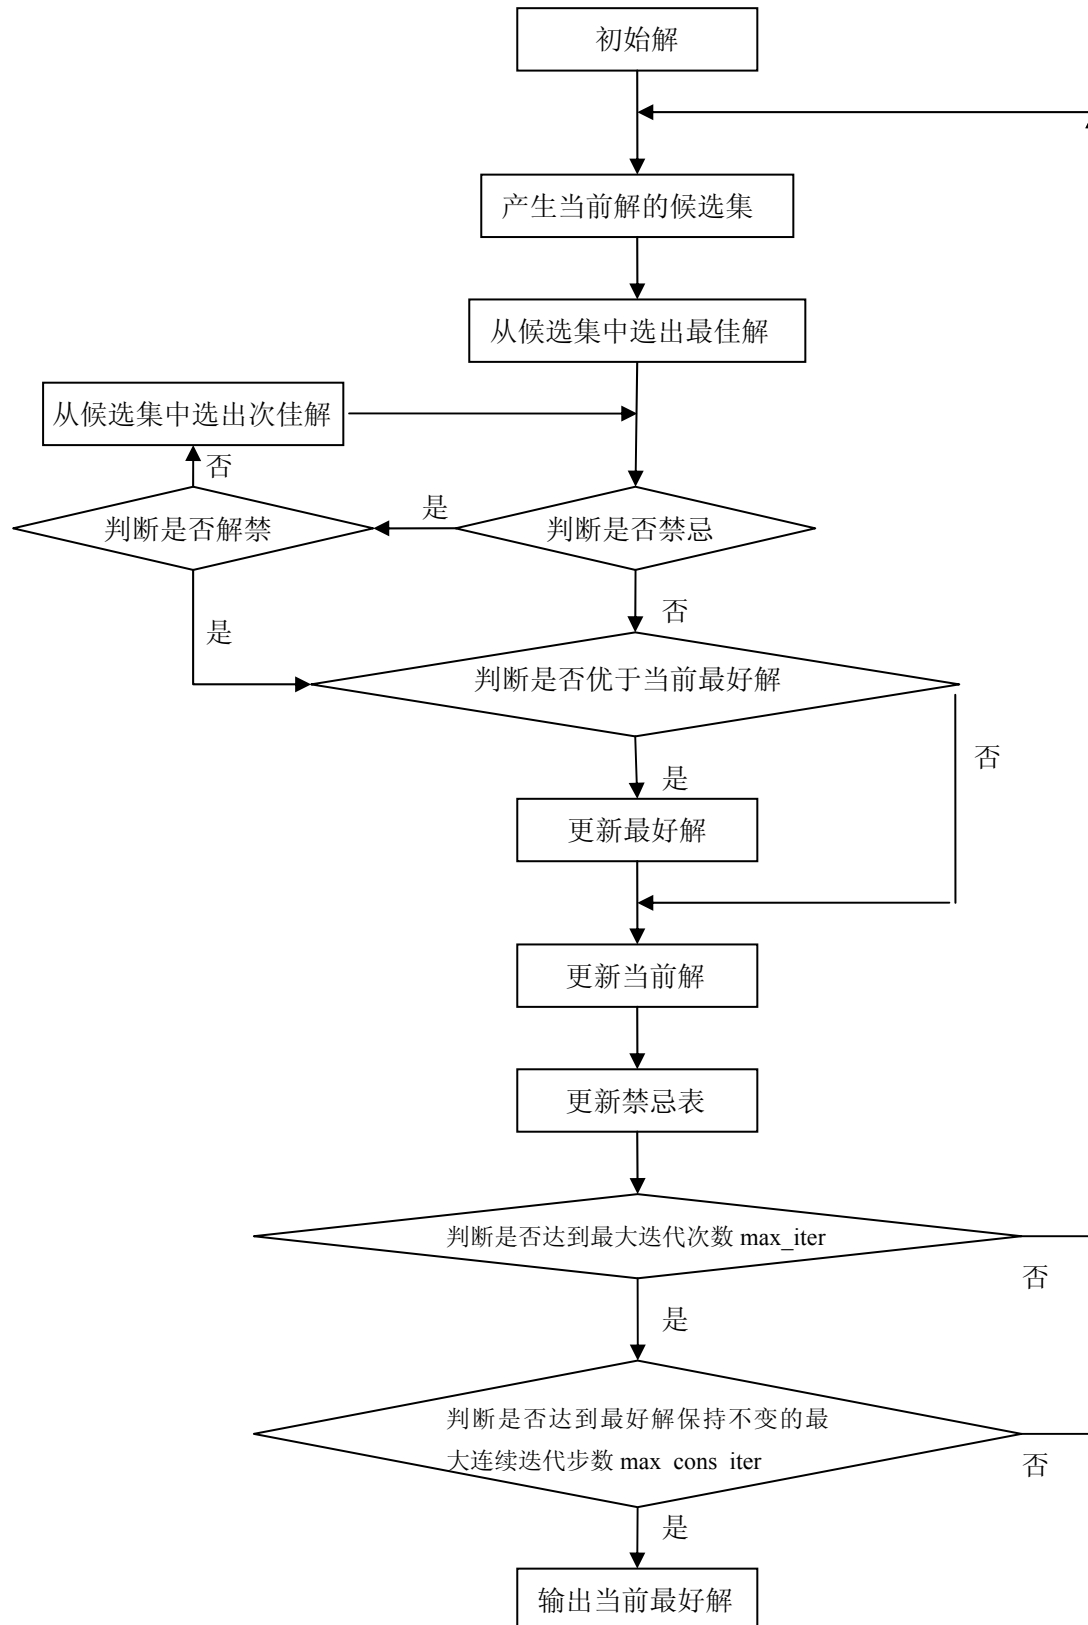 初始解
产生当前解的候选集
从候选集中选出最佳解
从候选集中选出次佳解
否
判断是否解禁
是
判断是否禁忌
是
否
判断是否优于当前最好解
否
是
更新最好解
更新当前解
更新禁忌表
判断是否达到最大迭代次数 max_iter
否
是
判断是否达到最好解保持不变的最
大连续迭代步数 max_cons_iter
否
是
输出当前最好解